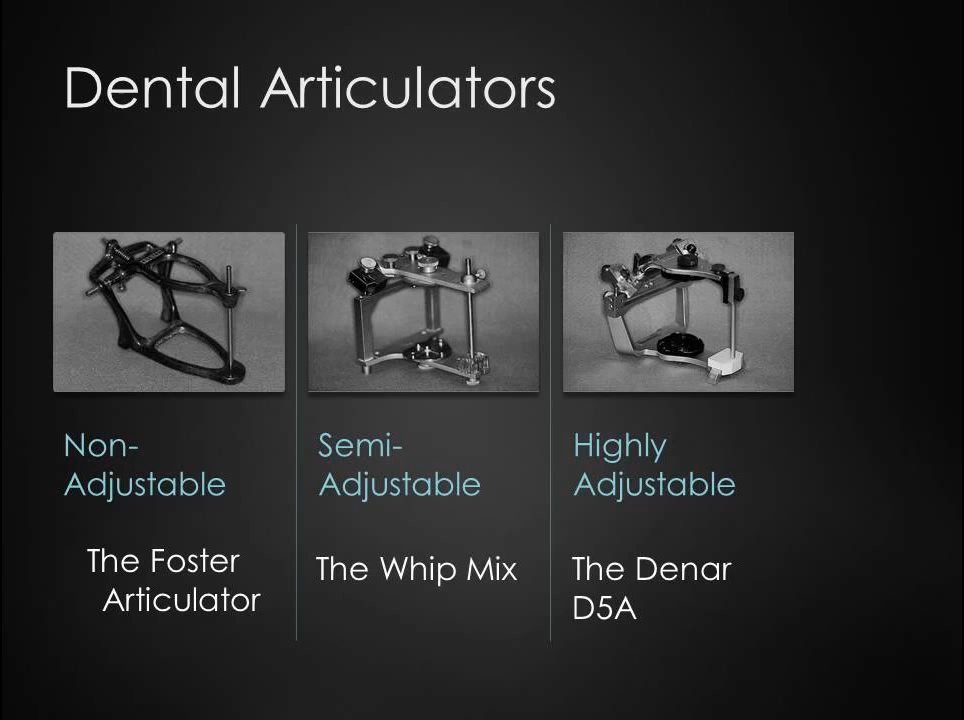 Dental Articulators
Non-
Adjustable
The Foster
Articulator
Semi-
Adjustable
The Whip Mix
Highly
Adjustable
The Denar
D5A